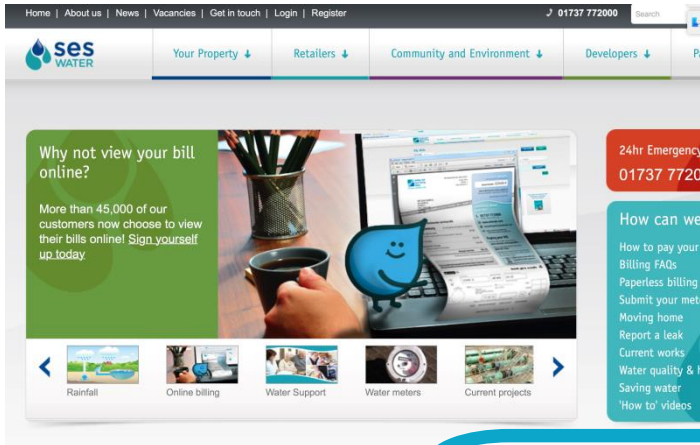 Home | About us | News | Vacancies | Get in touch | Login | Register
01737 772000
Search
ses
WATER
Your Property
Retailers
Community and Environment
Developers
Why not view your bill
online?
More than 45,000 of our
customers now choose to view
their bills online! Sign yourself
up today
24hr Emergency
01737 7720
How can we
How to pay your
Billing FAQs
Paperless billing
Submit your met
Moving home
Report a leak
Current works
Water quality & h
Saving water
'How to' videos
Rainfall
Online billing
Water Support
Water meters
Current projects